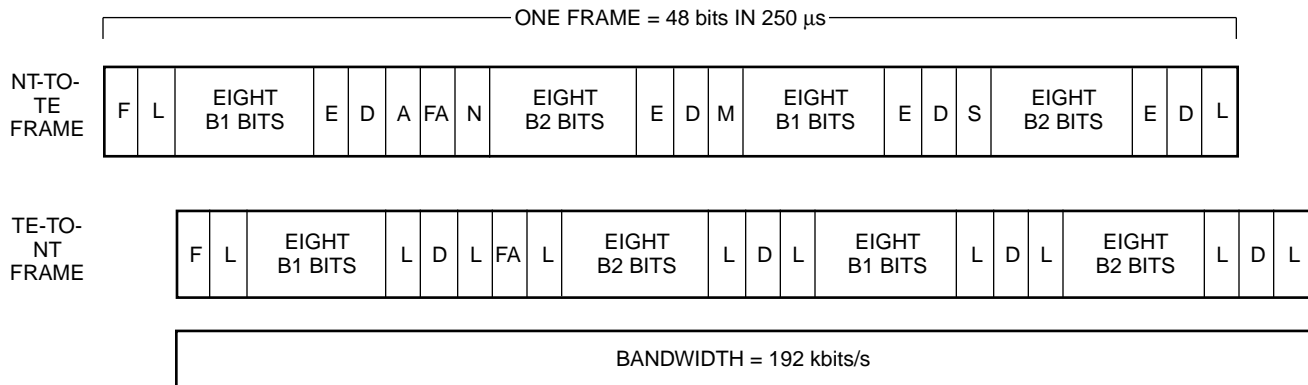 ONE FRAME = 48 bits IN 250 μs
NT-TO-
TE
FRAME
F L EIGHT B1 BITS E D A FA N EIGHT B2 BITS E D M EIGHT B1 BITS E D S EIGHT B2 BITS E D L
TE-TO-
NT
FRAME
F L EIGHT B1 BITS L D L FA L EIGHT B2 BITS L D L EIGHT B1 BITS L D L EIGHT B2 BITS L D L
BANDWIDTH = 192 kbits/s